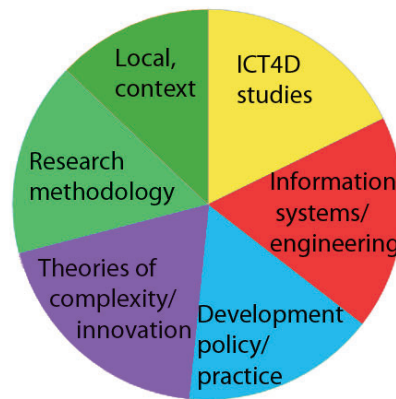 Local,
context
ICT4D
studies
Research
methodology
Information
systems/
engineering
Theories of
complexity/
innovation
Development
policy/
practice